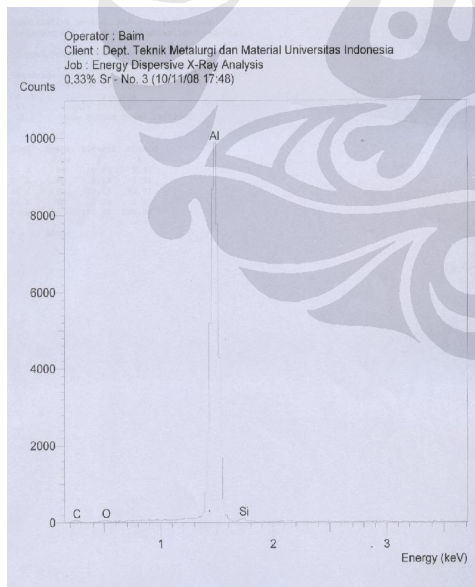 Operator : Baim
Client : Dept. Teknik Metalurgi dan Material Universitas Indonesia
Job : Energy Dispersive X-Ray Analysis
0,33% Sr - No. 3 (10/11/08 17:48)
Counts
10000
Al
8000
6000
4000
2000
C O Si
0
1 2 3
Energy (keV)